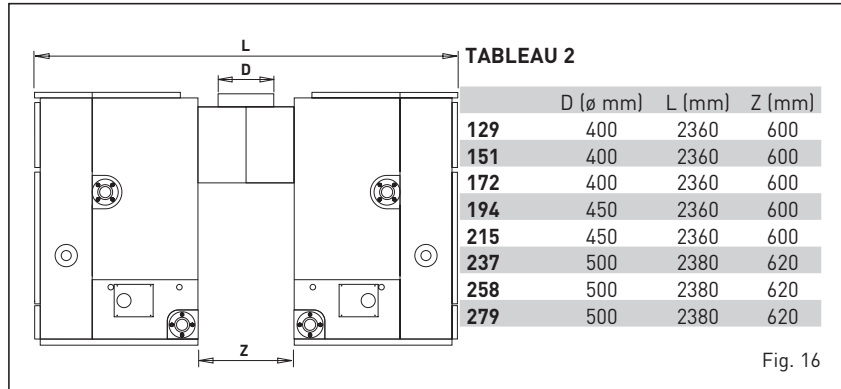 L
D
Z
TABLEAU 2
D (ø mm) L (mm) Z (mm)
129 400 2360 600
151 400 2360 600
172 400 2360 600
194 450 2360 600
215 450 2360 600
237 500 2380 620
258 500 2380 620
279 500 2380 620
Fig. 16